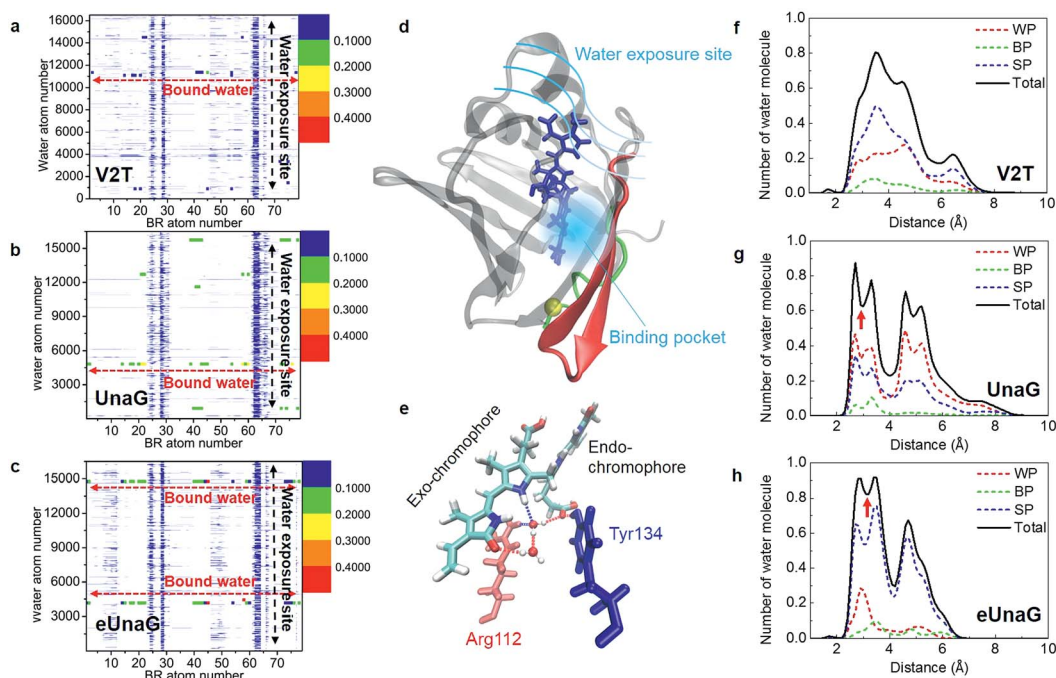 a
16000
14000
12000
10000
8000
6000
4000
2000
0
Water atom number
V2T
Bound water
Water exposure site
0.1000
0.2000
0.3000
0.4000
10 20 30 40 50 60 70
BR atom number
b
15000
12000
9000
6000
3000
Water atom number
UnaG
Bound water
Water exposure site
0.1000
0.2000
0.3000
0.4000
10 20 30 40 50 60 70
BR atom number
c
15000
12000
9000
6000
3000
Water atom number
eUnaG
Bound water
Bound water
Water exposure site
0.1000
0.2000
0.3000
0.4000
10 20 30 40 50 60 70
BR atom number
d
Water exposure site
Binding pocket
e
Exo-chromophore
Endo-
chromophore
Tyr134
Arg112
f
1.0
0.8
0.6
0.4
0.2
0.0
Number of water molecule
WP
BP
SP
Total
V2T
0 2 4 6 8 10
Distance (Å)
g
1.0
0.8
0.6
0.4
0.2
0.0
Number of water molecule
WP
BP
SP
Total
UnaG
0 2 4 6 8 10
Distance (Å)
h
1.0
0.8
0.6
0.4
0.2
0.0
Number of water molecule
WP
BP
SP
Total
eUnaG
0 2 4 6 8 10
Distance (Å)